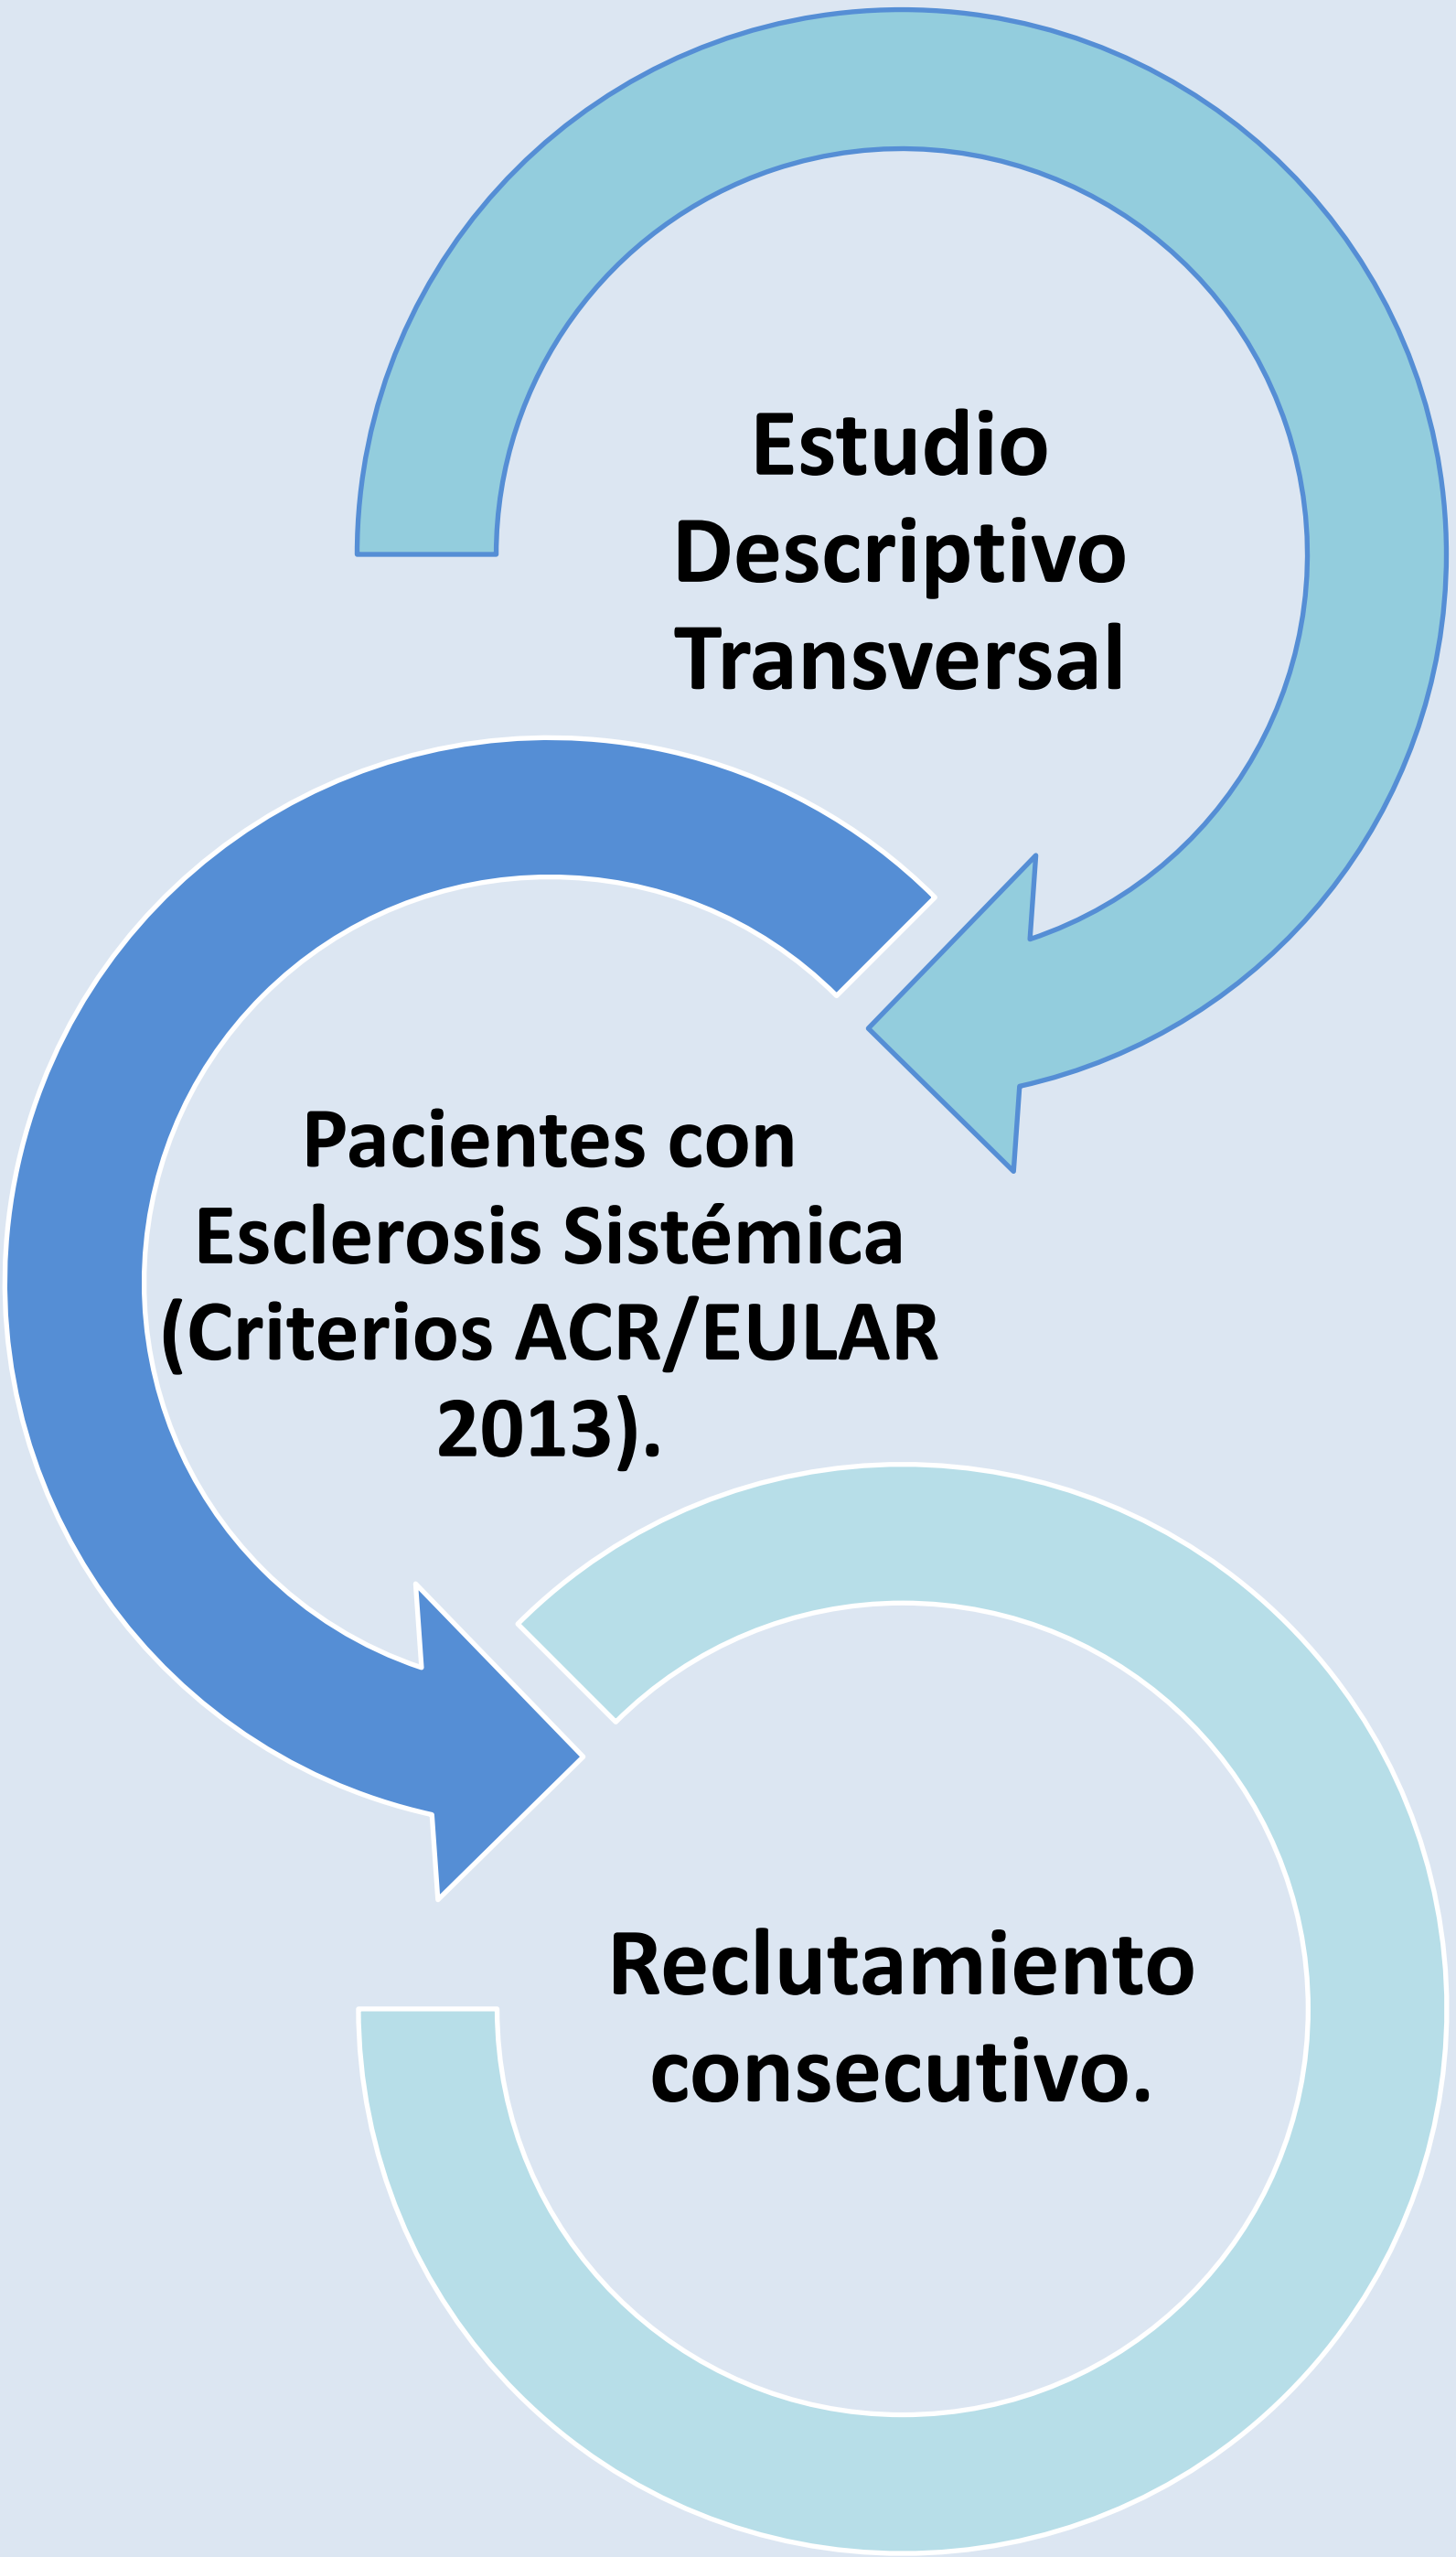 Estudio
Descriptivo
Transversal
Pacientes con
Esclerosis Sistémica
(Criterios ACR/EULAR
2013).
Reclutamiento
consecutivo.